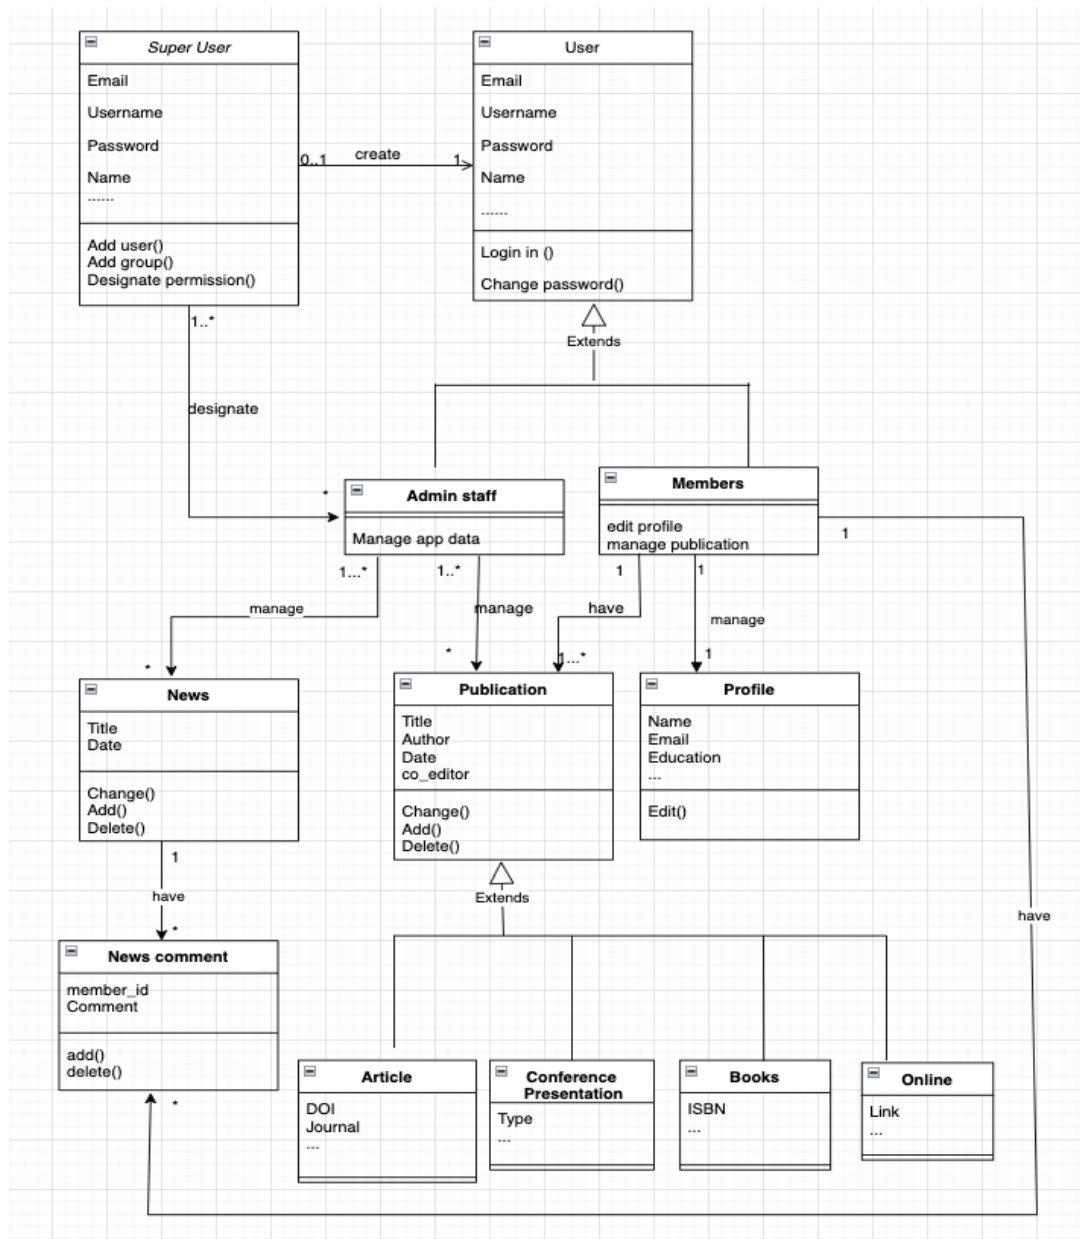 Super User
Email
Username
Password
Name
------
Add user()
Add group()
Designate permission()
User
Email
Username
Password
Name
------
Login in ()
Change password()
0..1
create
1
Extends
1..*
designate
*
Admin staff
Manage app data
Members
edit profile
manage publication
1
1...*
manage
*
1..*
manage
*
1
have
1...*
1
manage
1
News
Title
Date
Change()
Add()
Delete()
Publication
Title
Author
Date
co_editor
Change()
Add()
Delete()
Profile
Name
Email
Education
...
Edit()
1
have
*
Extends
have
News comment
member_id
Comment
add()
delete()
*
Article
DOI
Journal
...
Conference
Presentation
Type
...
Books
ISBN
...
Online
Link
...